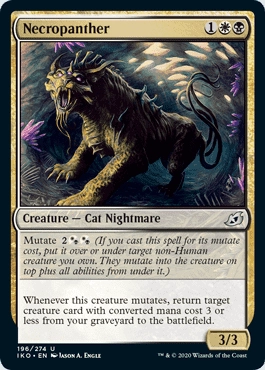 Necropanther 1
Creature — Cat Nightmare
Mutate 2 (If you cast this spell for its mutate
cost, put it over or under target non-Human
creature you own. They mutate into the creature on
top plus all abilities from under it.)
Whenever this creature mutates, return target
creature card with converted mana cost 3 or
less from your graveyard to the battlefield.
3/3
196/274 U
IKO • EN Jason A. Engle
™ & © 2020 Wizards of the Coast